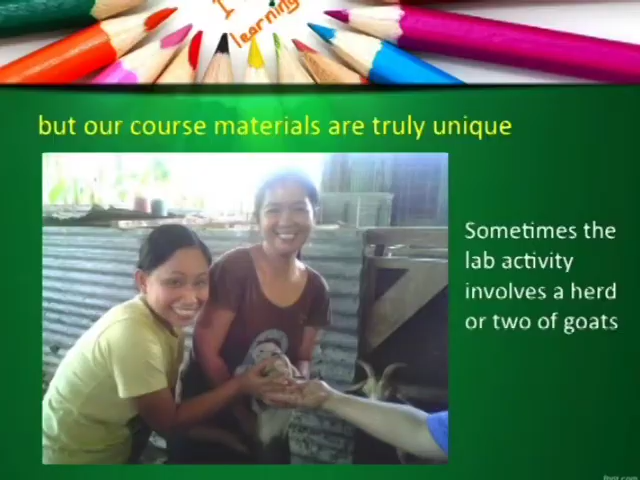 I
learning
but our course materials are truly unique
Sometimes the
lab activity
involves a herd
or two of goats